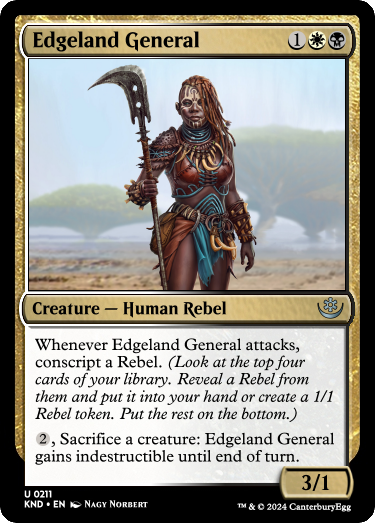 Edgeland General 1
Creature — Human Rebel
Whenever Edgeland General attacks,
conscript a Rebel. (Look at the top four
cards of your library. Reveal a Rebel from
them and put it into your hand or create a 1/1
Rebel token. Put the rest on the bottom.)
2, Sacrifice a creature: Edgeland General
gains indestructible until end of turn.
3/1
U 0211
KND • EN Nagy Norbert
™ & © 2024 CanterburyEgg